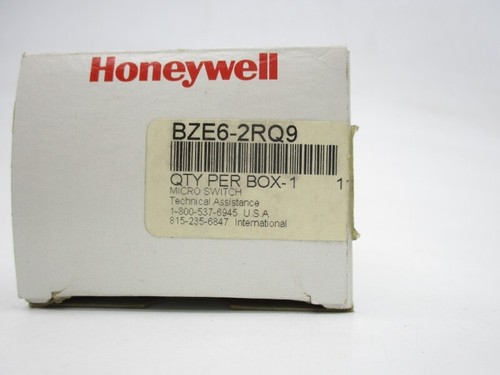 Honeywell
BZE6-2RQ9
QTY PER BOX-1 1
MICRO SWITCH
Technical Assistance
1-800-537-6945 U.S.A
815-235-6847 International